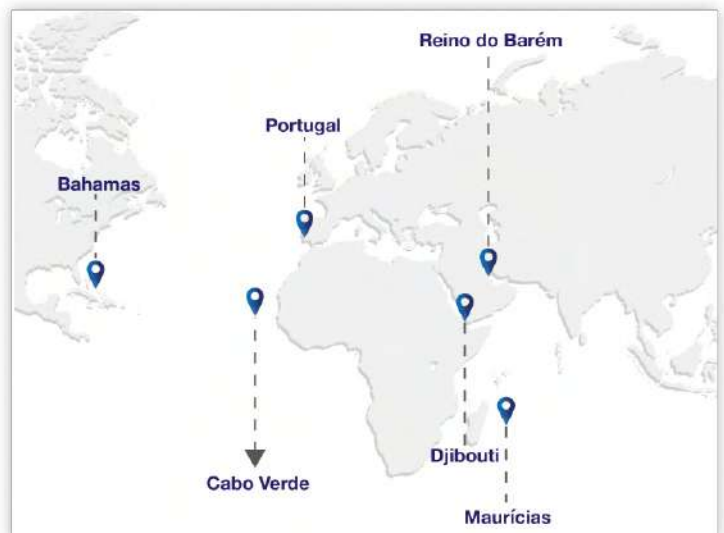 Reino do Barém
Portugal
Bahamas
Djibouti
Cabo Verde
Maurícias